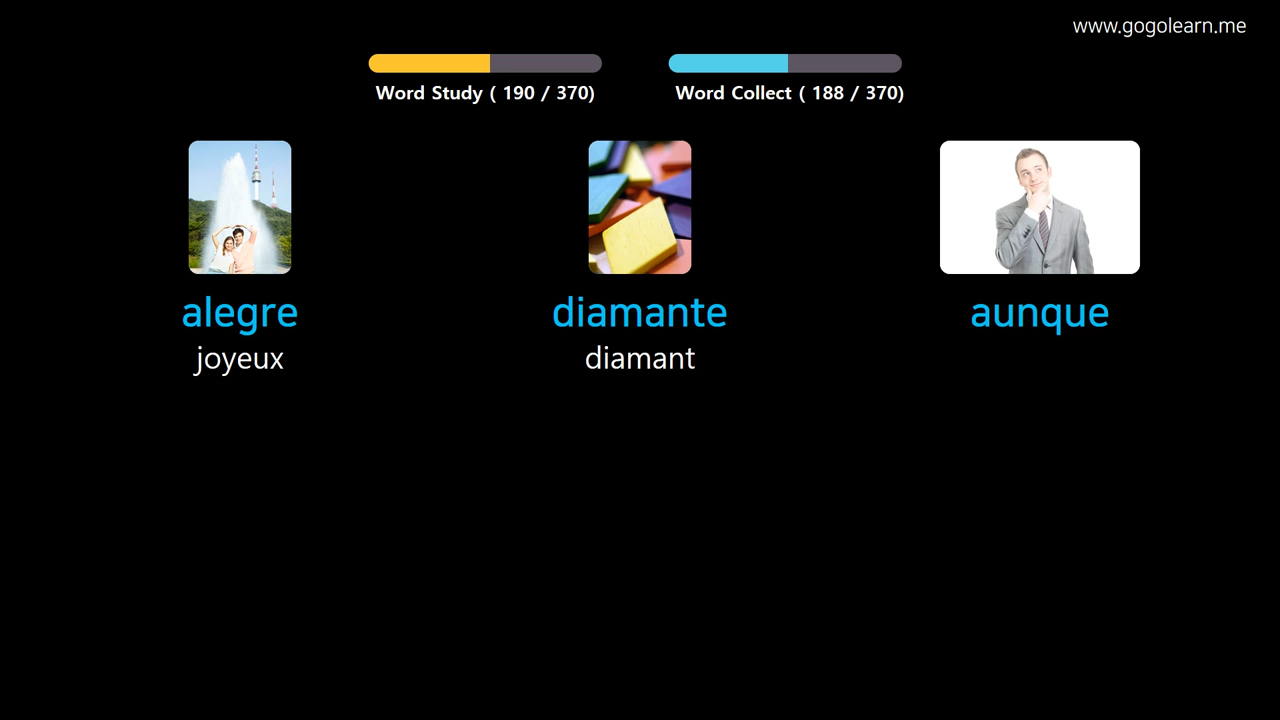 www.gogolearn.me
Word Study ( 190 / 370)
Word Collect ( 188 / 370)
alegre
joyeux
diamante
diamant
aunque